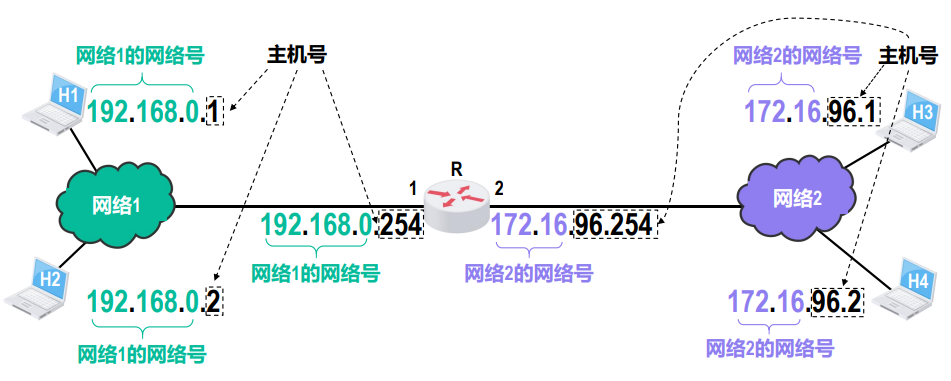 网络1的网络号
主机号
网络2的网络号
主机号
H1
192.168.0.1
172.16.96.1
H3
网络1
R
1
2
网络2
192.168.0.254
172.16.96.254
网络1的网络号
网络2的网络号
H2
192.168.0.2
172.16.96.2
H4
网络1的网络号
网络2的网络号